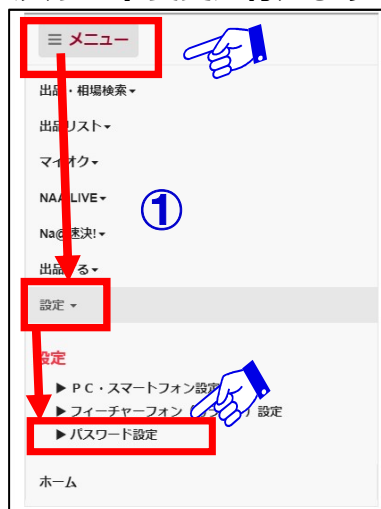 ≡ メニュー
出品・相場検索▼
出品リスト▼
マイオク▼
NAA LIVE▼
Na@速決!▼
①
出品する▼
設定 ▼
設定
▶ＰＣ・スマートフォン設定
▶フィーチャーフォン 設定
▶パスワード設定
ホーム